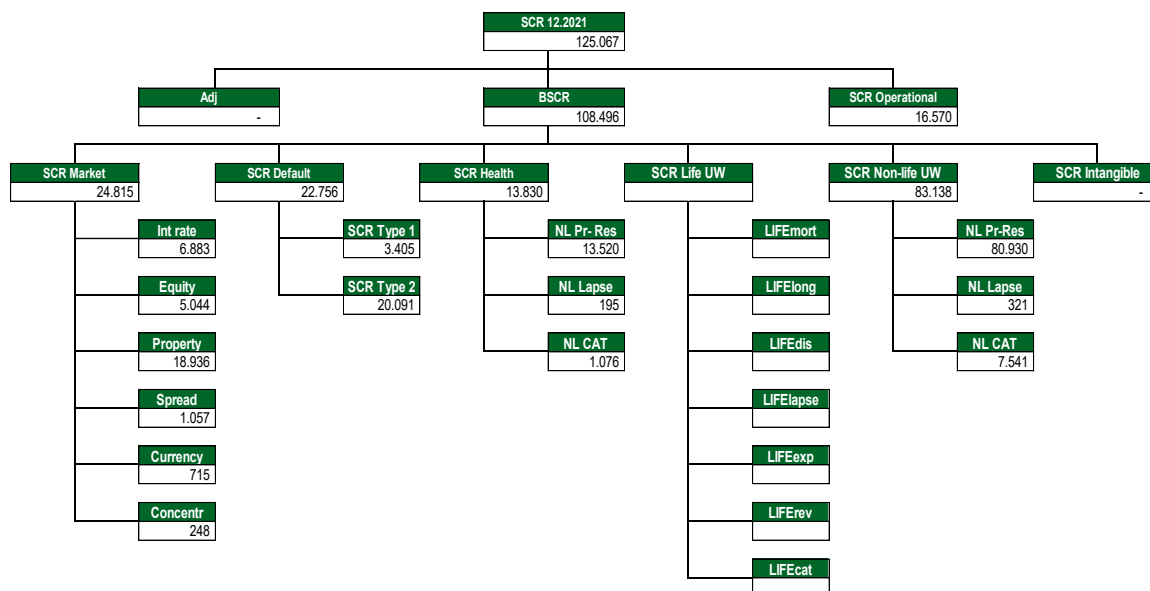 SCR 12.2021
125.067
Adj
-
BSCR
108.496
SCR Operational
16.570
SCR Market
24.815
SCR Default
22.756
SCR Health
13.830
SCR Life UW
SCR Non-life UW
83.138
SCR Intangible
-
Int rate
6.883
SCR Type 1
3.405
NL Pr- Res
13.520
LIFEmort
NL Pr-Res
80.930
Equity
5.044
SCR Type 2
20.091
NL Lapse
195
LIFElong
NL Lapse
321
Property
18.936
NL CAT
1.076
LIFEdis
NL CAT
7.541
Spread
1.057
LIFElapse
Currency
715
LIFEexp
Concentr
248
LIFErev
LIFEcat